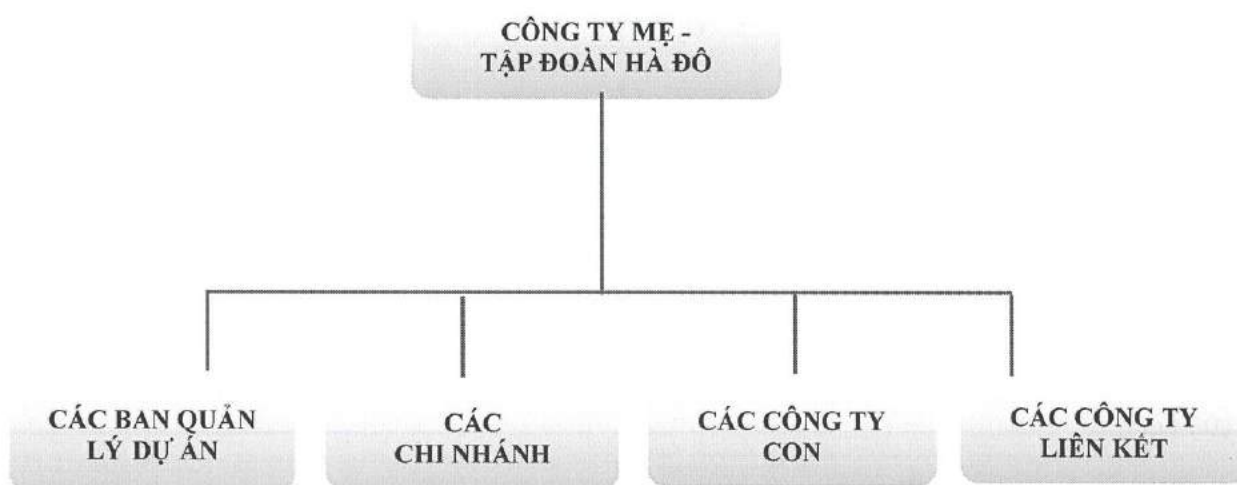 CÔNG TY MẸ -
TẬP ĐOÀN HÀ ĐÔ
CÁC BAN QUẢN
LÝ DỰ ÁN
CÁC
CHI NHÁNH
CÁC CÔNG TY
CON
CÁC CÔNG TY
LIÊN KẾT